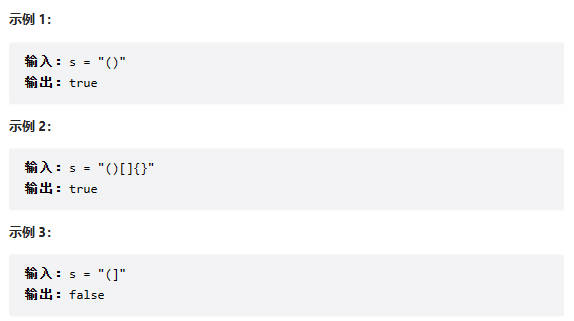 示例 1：
输入：s = "()"
输出：true
示例 2：
输入：s = "()[]{}"
输出：true
示例 3：
输入：s = "(]"
输出：false